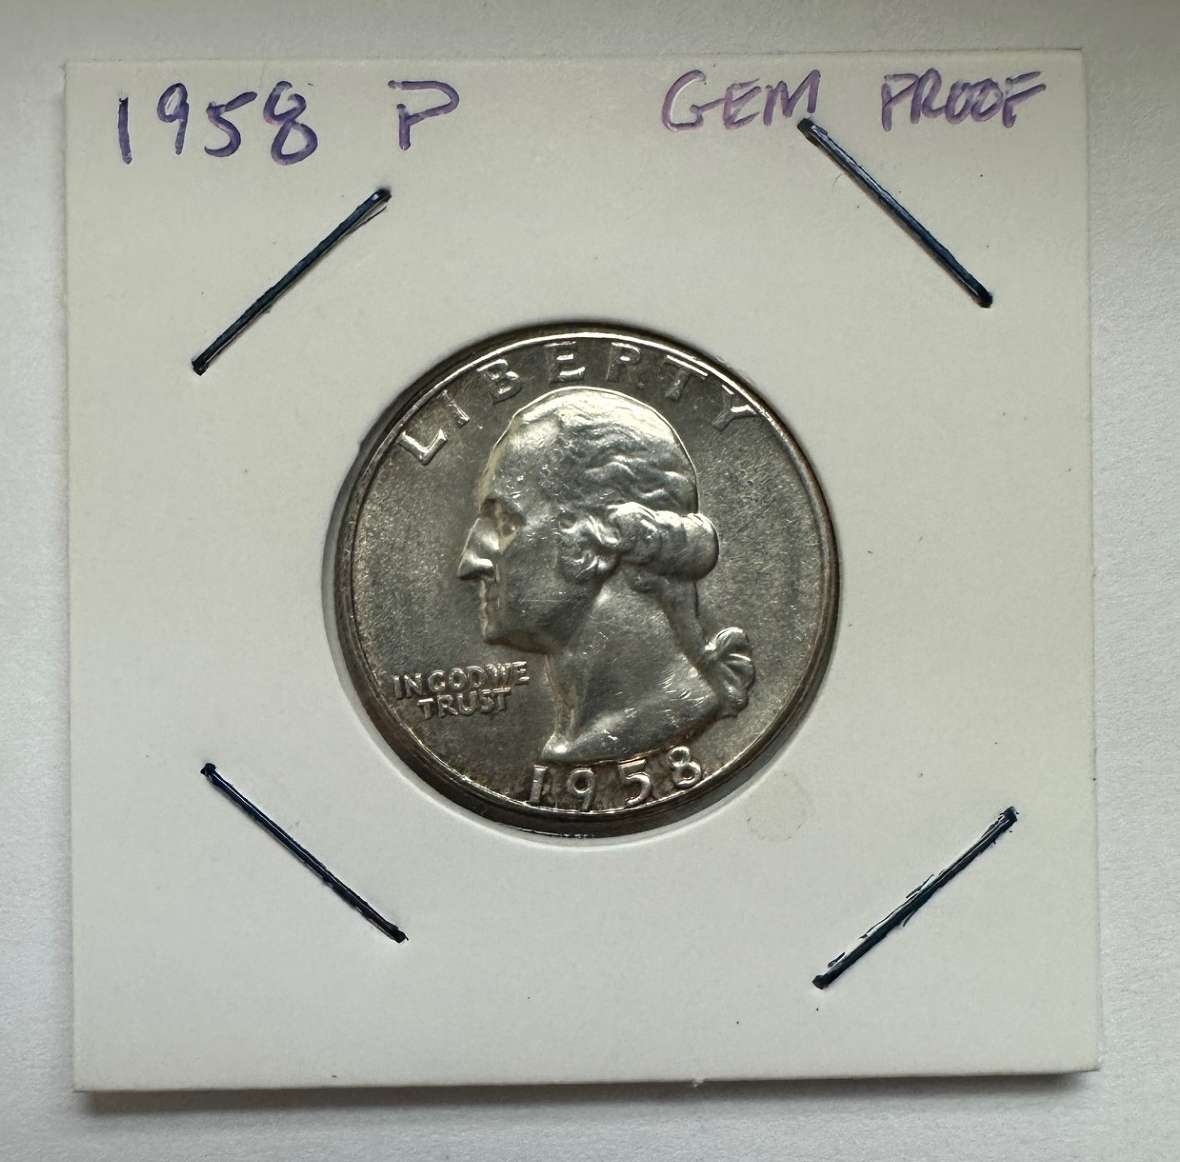 1958 P GEM PROOF
LIBERTY
IN GOD WE
TRUST
1958